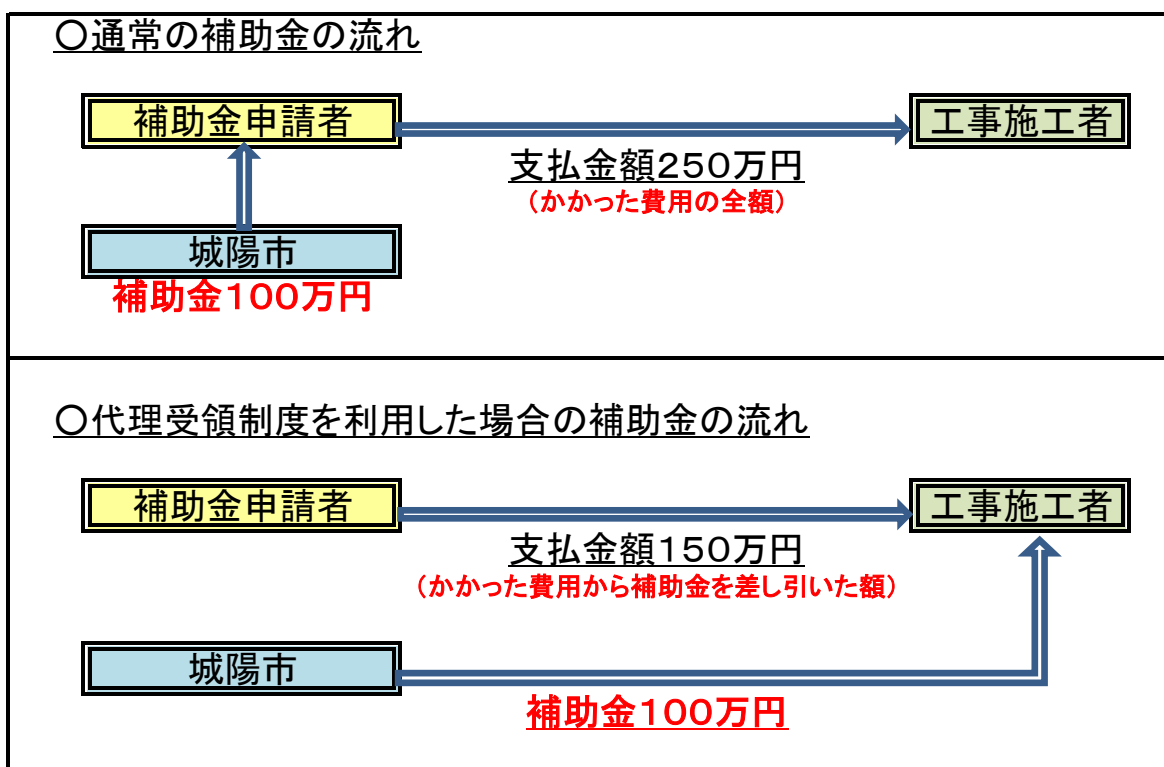 〇通常の補助金の流れ
補助金申請者
工事施工者
支払金額250万円
（かかった費用の全額）
城陽市
補助金100万円
〇代理受領制度を利用した場合の補助金の流れ
補助金申請者
工事施工者
支払金額150万円
（かかった費用から補助金を差し引いた額）
城陽市
補助金100万円